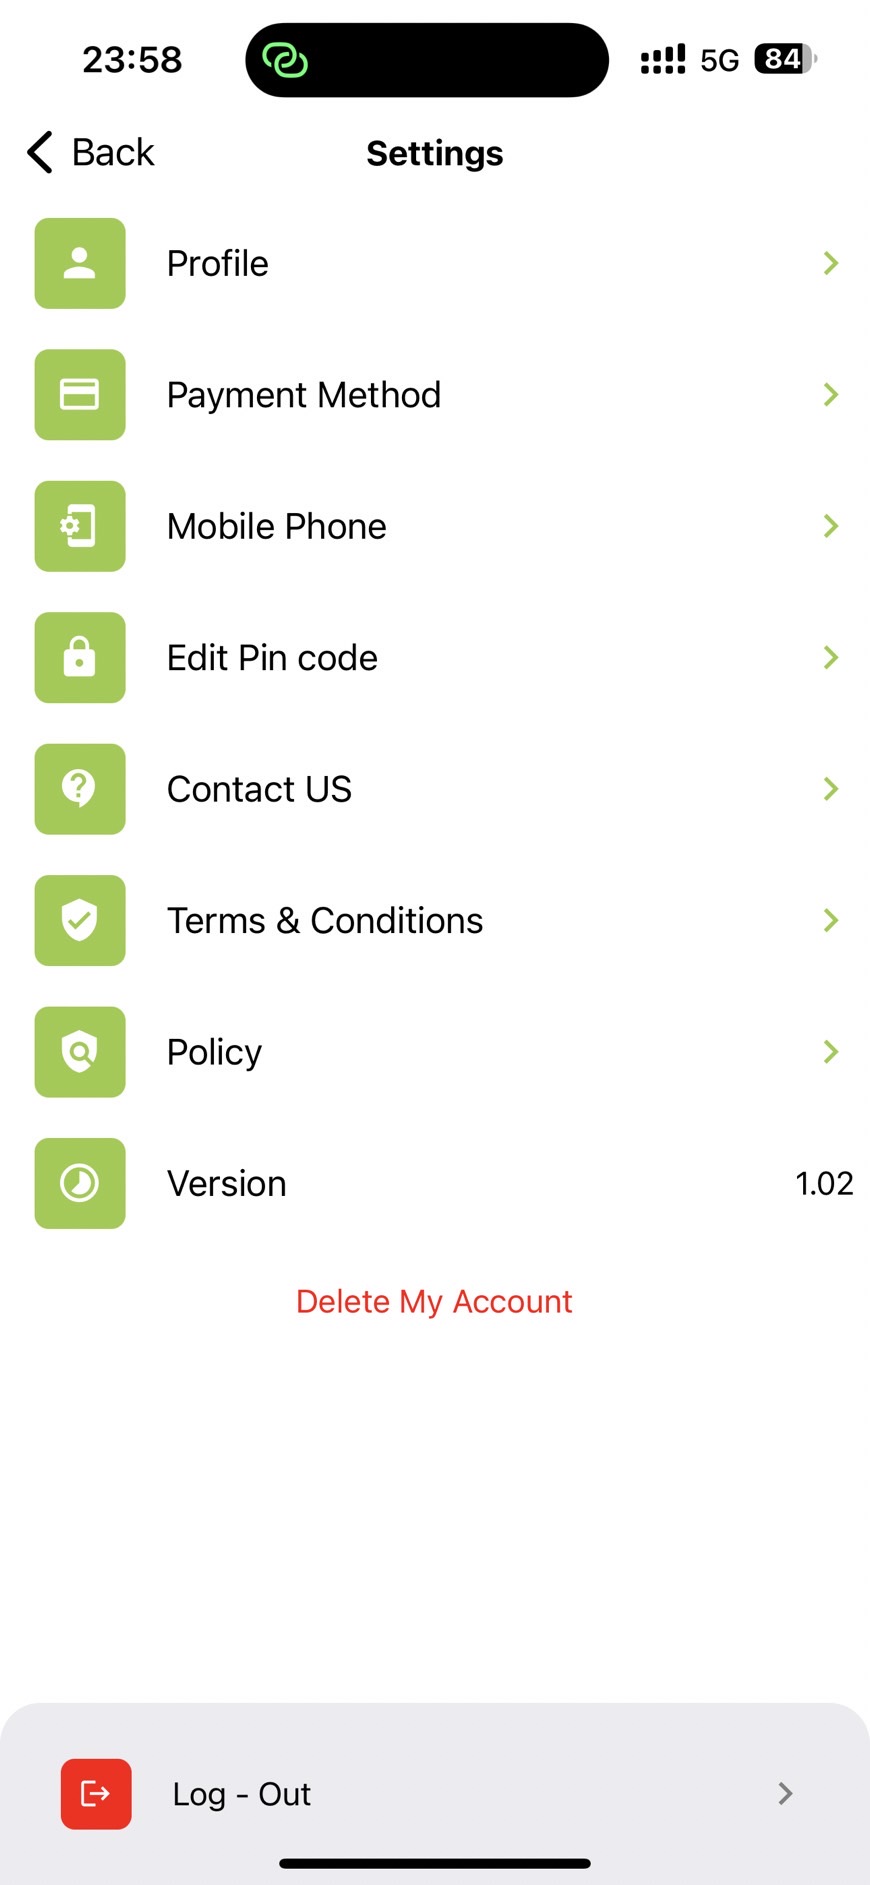 23:58 5G 84
Back Settings
Profile
Payment Method
Mobile Phone
Edit Pin code
Contact US
Terms & Conditions
Policy
Version 1.02
Delete My Account
Log - Out